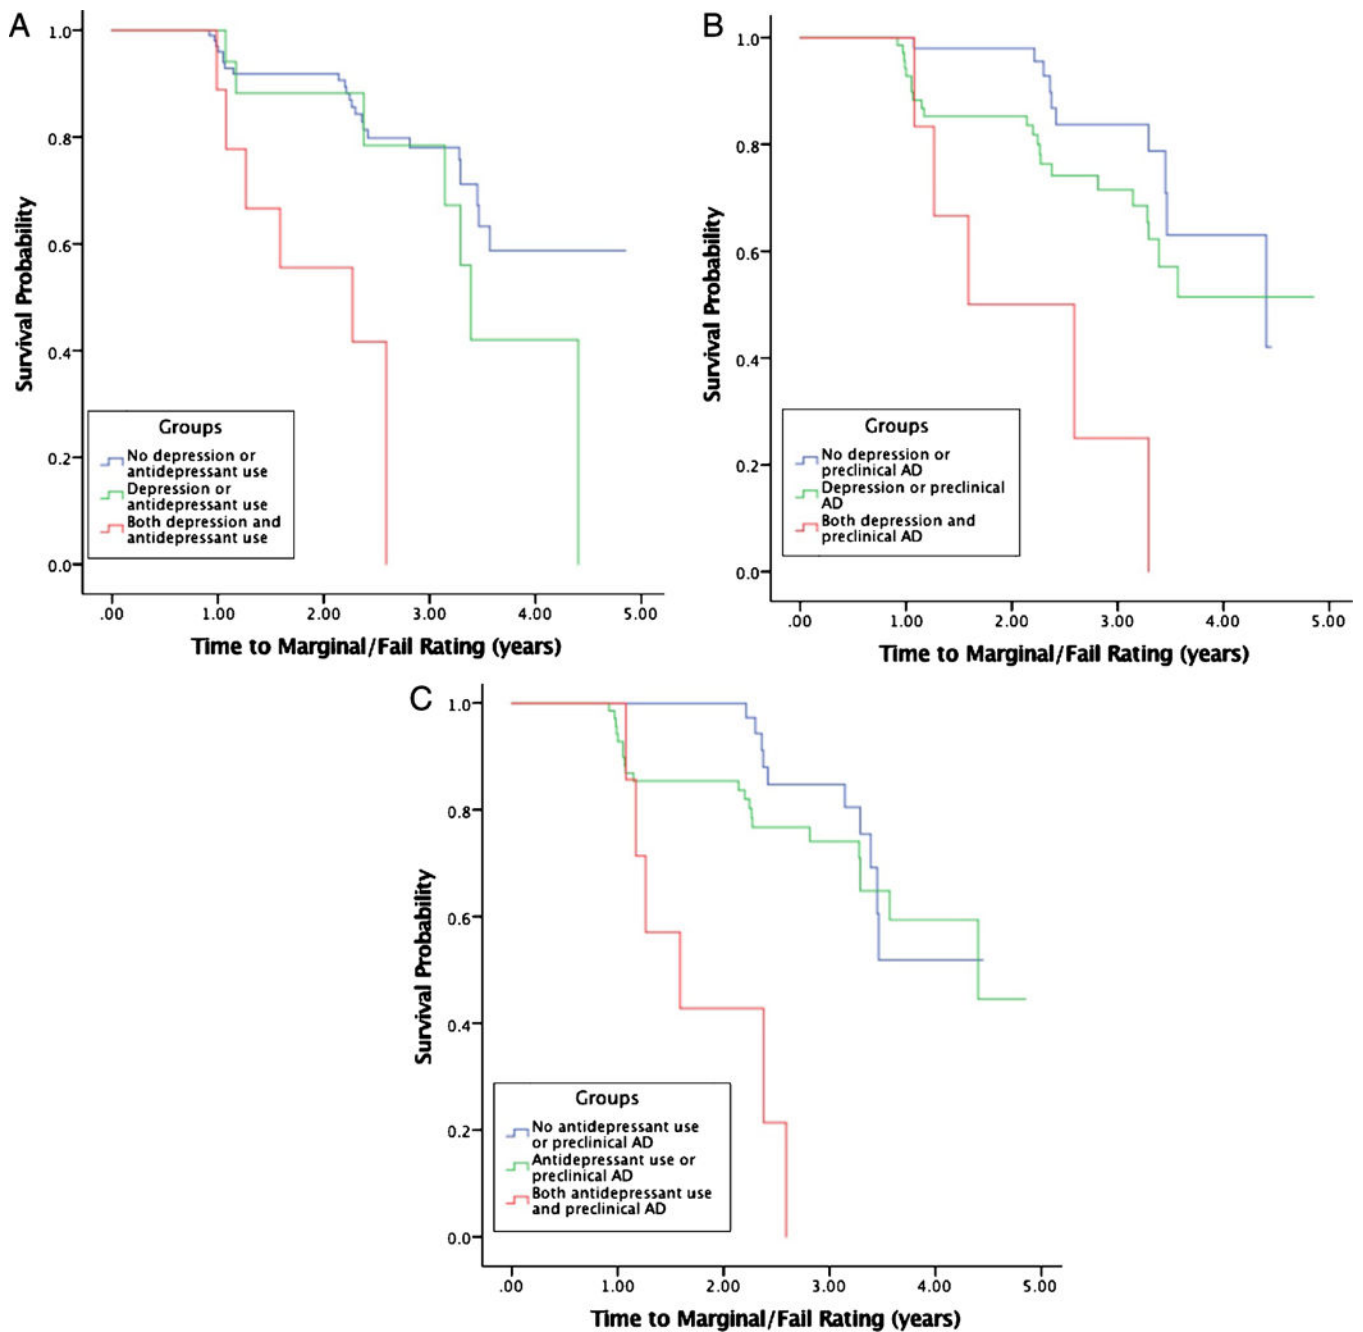 A
1.0
0.8
0.6
0.4
0.2
0.0
Survival Probability
Groups
No depression or
antidepressant use
Depression or
antidepressant use
Both depression and
antidepressant use
.00 1.00 2.00 3.00 4.00 5.00
Time to Marginal/Fail Rating (years)
B
1.0
0.8
0.6
0.4
0.2
0.0
Survival Probability
Groups
No depression or
preclinical AD
Depression or preclinical
AD
Both depression and
preclinical AD
.00 1.00 2.00 3.00 4.00 5.00
Time to Marginal/Fail Rating (years)
C
1.0
0.8
0.6
0.4
0.2
0.0
Survival Probability
Groups
No antidepressant use
or preclinical AD
Antidepressant use or
preclinical AD
Both antidepressant use
and preclinical AD
.00 1.00 2.00 3.00 4.00 5.00
Time to Marginal/Fail Rating (years)